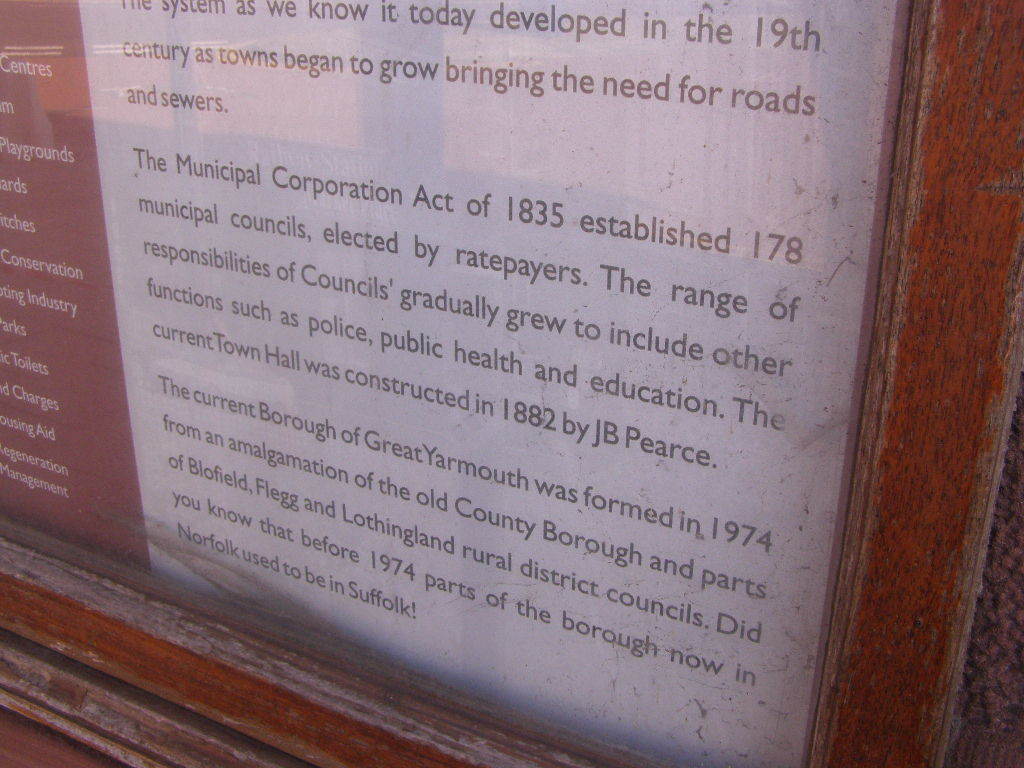 Centres
Playgrounds
Conservation
Industry
Toilets
Charges
Aid
Regeneration
Management
The system as we know it today developed in the 19th
century as towns began to grow bringing the need for roads
and sewers.
The Municipal Corporation Act of 1835 established 178
municipal councils, elected by ratepayers. The range of
responsibilities of Councils' gradually grew to include other
functions such as police, public health and education. The
current Town Hall was constructed in 1882 by JB Pearce.
The current Borough of Great Yarmouth was formed in 1974
from an amalgamation of the old County Borough and parts
of Blofield, Flegg and Lothingland rural district councils. Did
you know that before 1974 parts of the borough now in
Norfolk used to be in Suffolk!